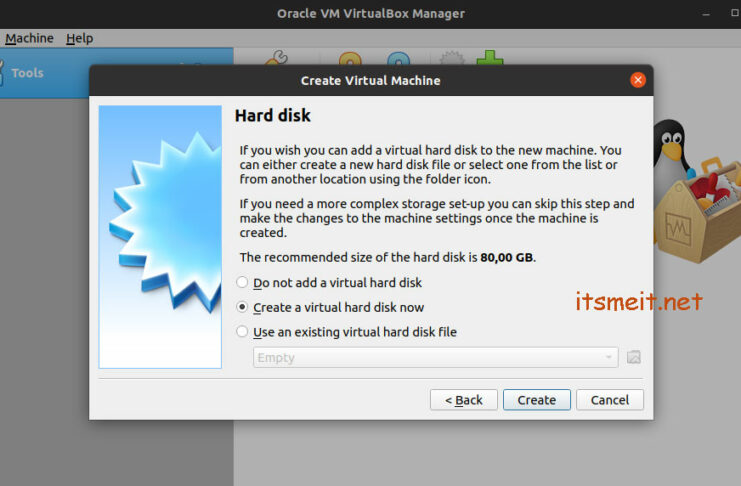 Oracle VM VirtualBox Manager
Machine Help
Tools
Create Virtual Machine
Hard disk
If you wish you can add a virtual hard disk to the new machine. You
can either create a new hard disk file or select one from the list or
from another location using the folder icon.
If you need a more complex storage set-up you can skip this step and
make the changes to the machine settings once the machine is
created.
The recommended size of the hard disk is 80,00 GB.
Do not add a virtual hard disk
Create a virtual hard disk now
itsmeit.net
Use an existing virtual hard disk file
Empty
< Back Create Cancel